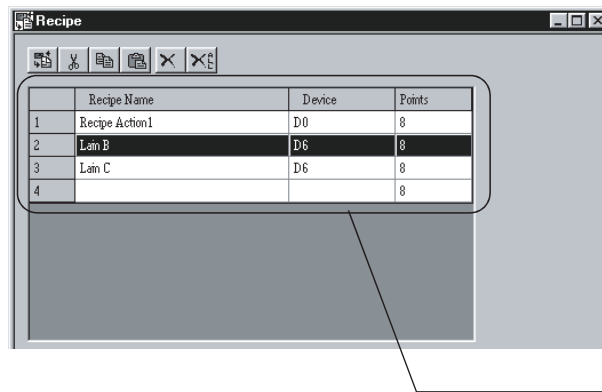 Recipe
Recipe Name Device Points
1 Recipe Action1 D0 8
2 Lain B D6 8
3 Lain C D6 8
4 8